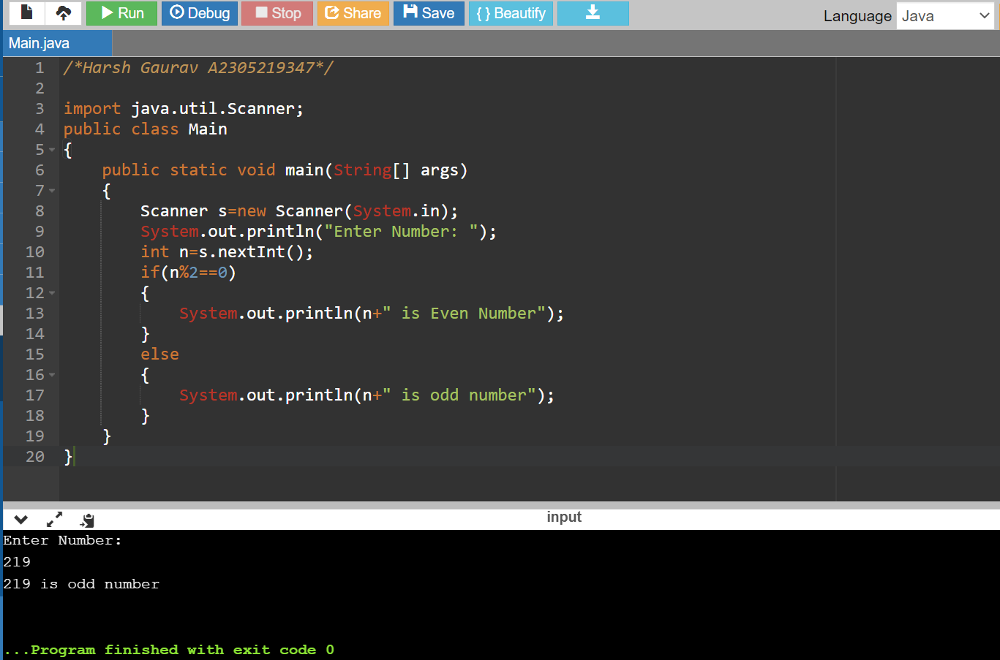 Run Debug Stop Share Save { } Beautify Language Java
Main.java
1 /*Harsh Gaurav A2305219347*/
2
3 import java.util.Scanner;
4 public class Main
5 {
6     public static void main(String[] args)
7     {
8         Scanner s=new Scanner(System.in);
9         System.out.println("Enter Number: ");
10         int n=s.nextInt();
11         if(n%2==0)
12         {
13             System.out.println(n+" is Even Number");
14         }
15         else
16         {
17             System.out.println(n+" is odd number");
18         }
19     }
20 }
input
Enter Number:
219
219 is odd number
...Program finished with exit code 0